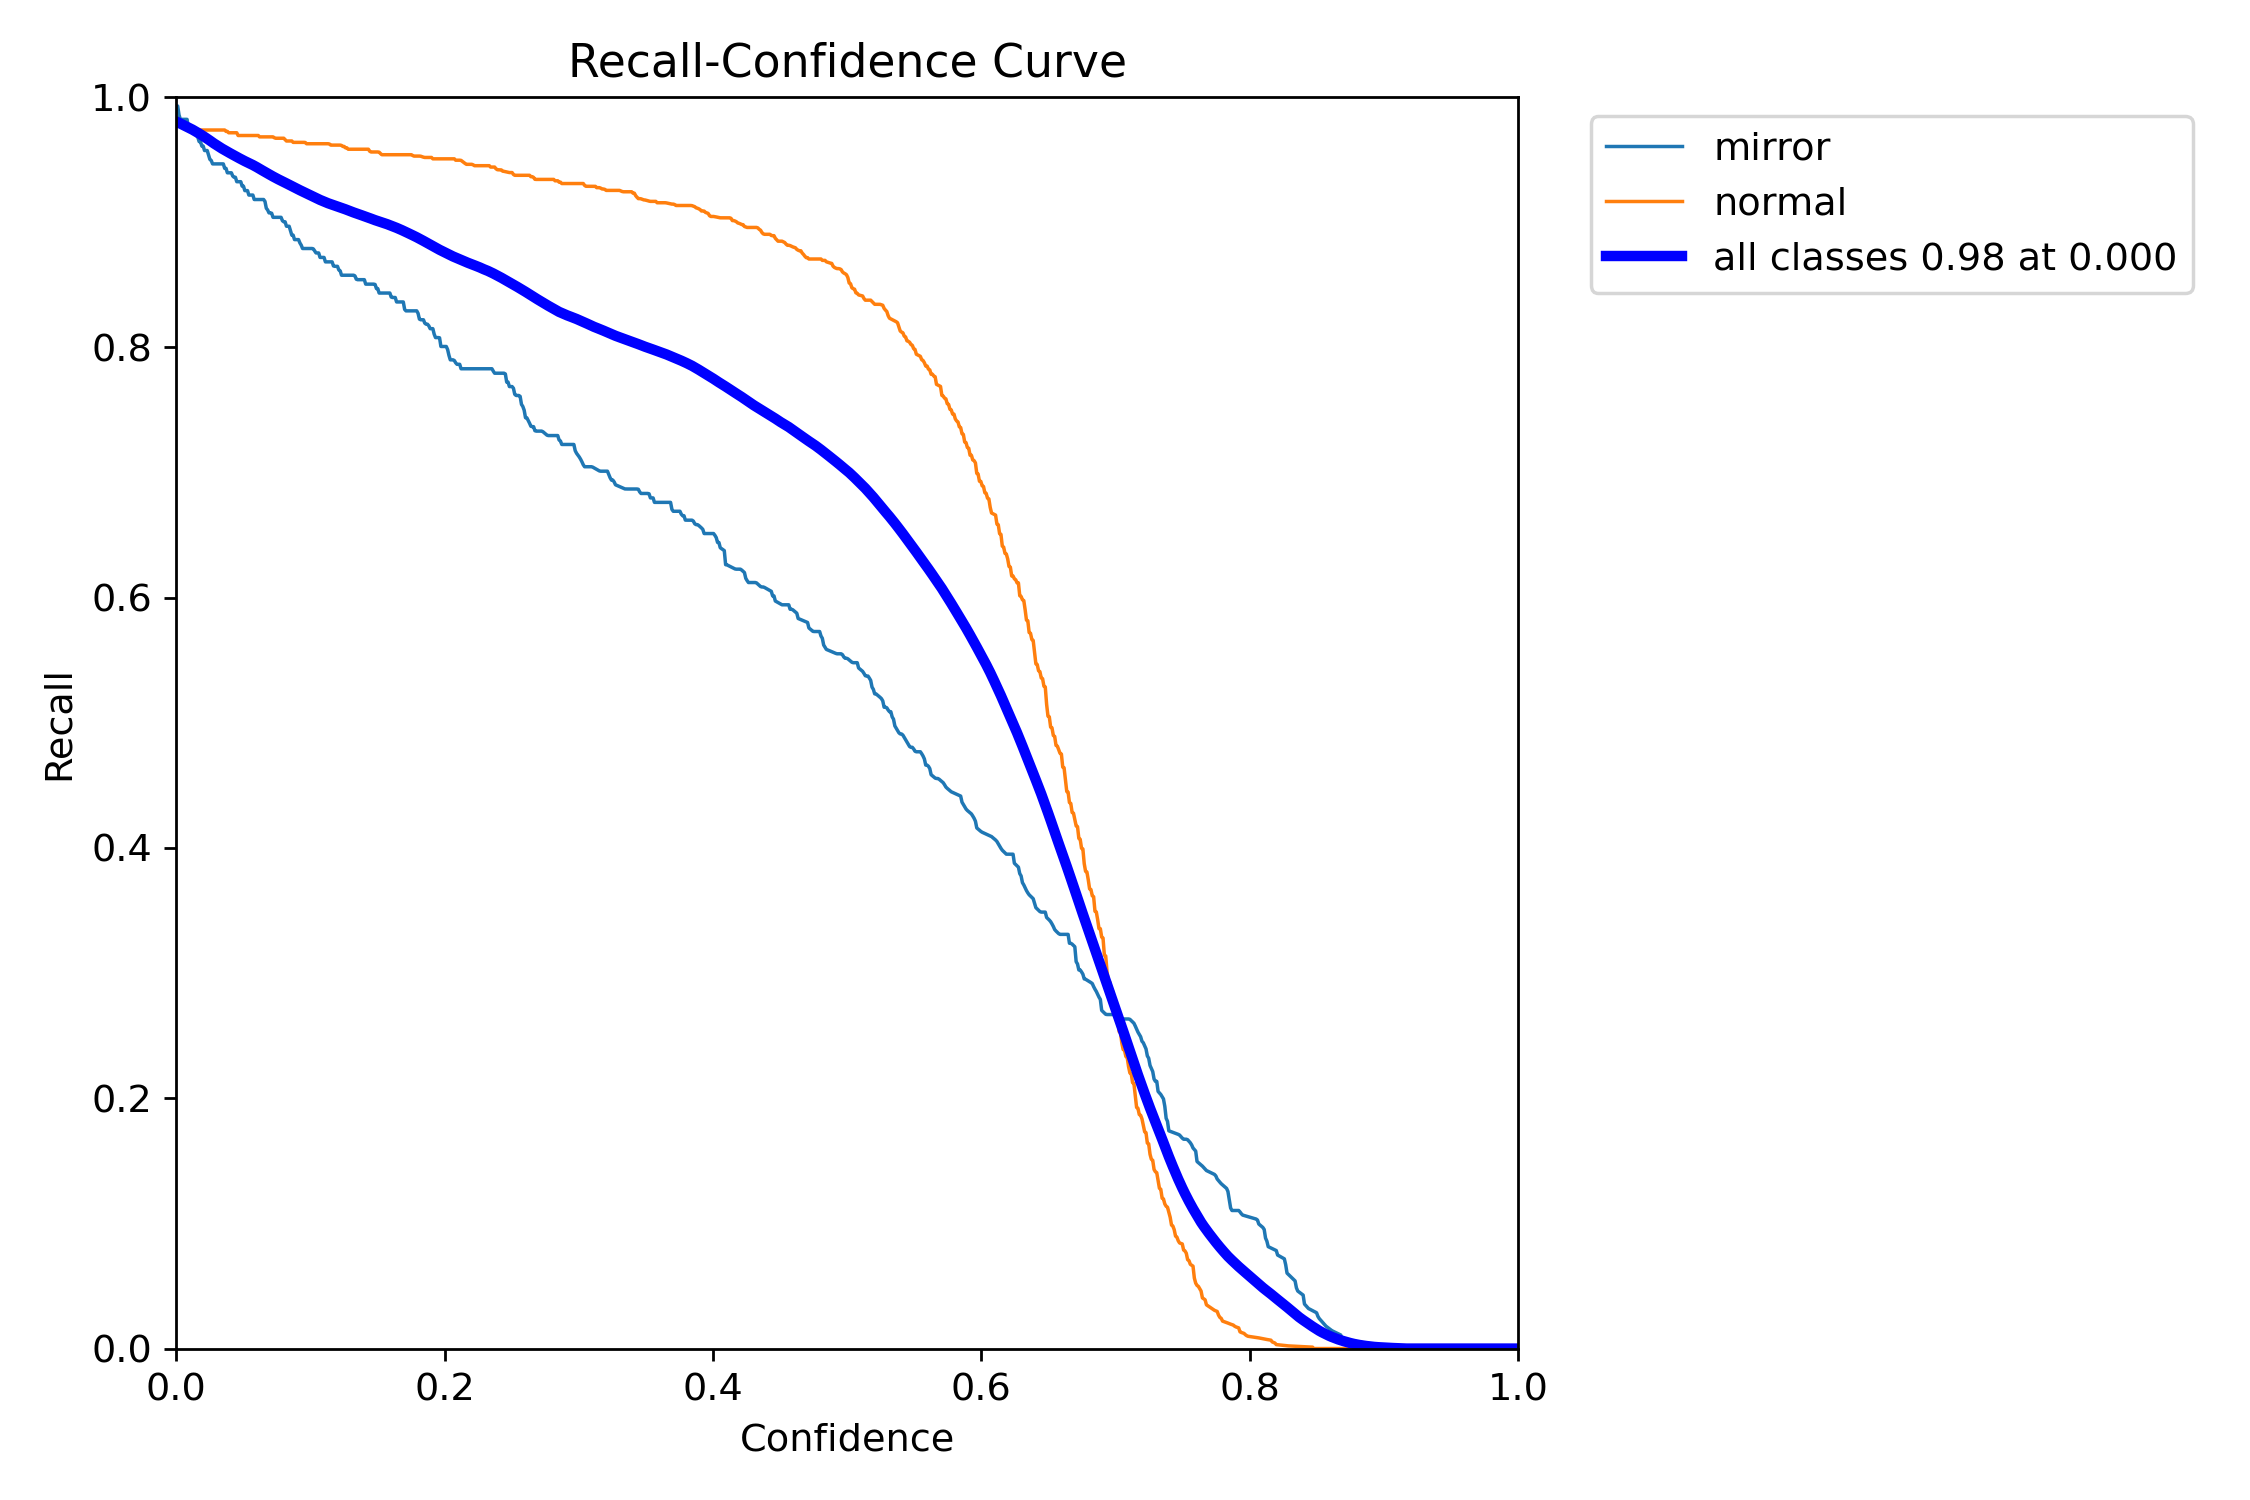 Recall-Confidence Curve
1.0
0.8
0.6
0.4
0.2
0.0
Recall
0.0 0.2 0.4 0.6 0.8 1.0
Confidence
mirror
normal
all classes 0.98 at 0.000